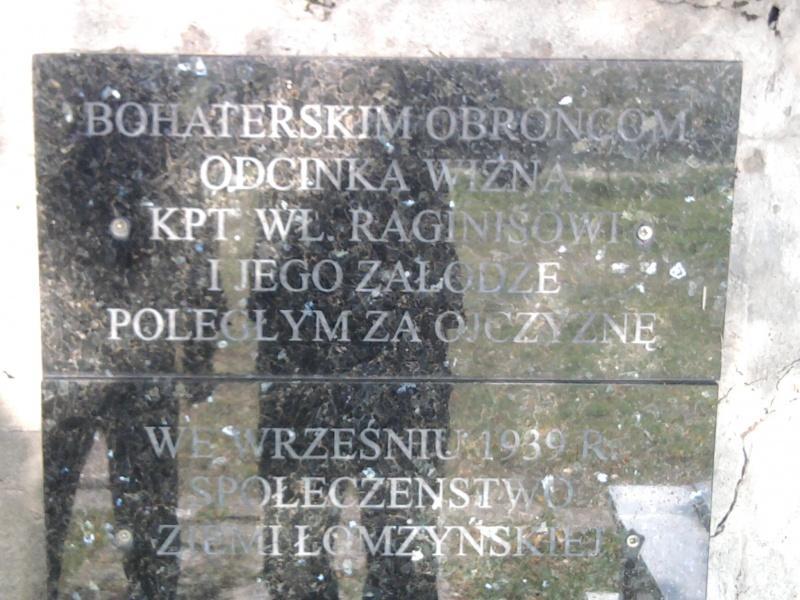 BOHATERSKIM OBROŃCOM
ODCINKA WIZNA
KPT. WŁ. RAGINISOWI
I JEGO ZAŁODZE
POLEGŁYM ZA OJCZYZNĘ
WE WRZEŚNIU 1939 R.
SPOŁECZEŃSTWO
ZIEMI ŁOMŻYŃSKIEJ